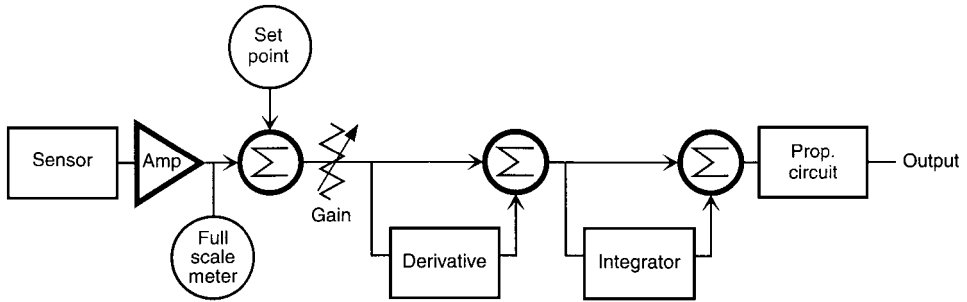 Set
point
Sensor
Amp
Σ
Gain
Σ
Σ
Prop.
circuit
Output
Full
scale
meter
Derivative
Integrator